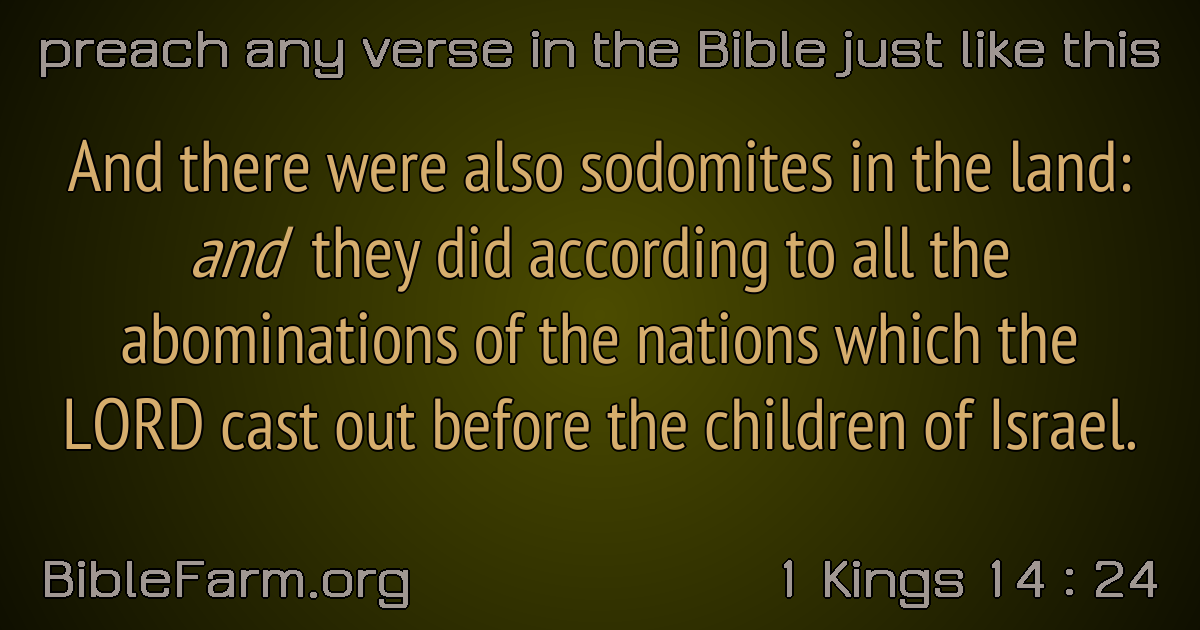 preach any verse in the Bible just like this
And there were also sodomites in the land:
and they did according to all the
abominations of the nations which the
LORD cast out before the children of Israel.
BibleFarm.org
1 Kings 14 : 24